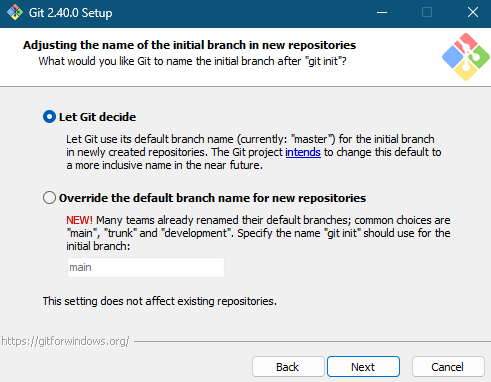 Git 2.40.0 Setup
Adjusting the name of the initial branch in new repositories
What would you like Git to name the initial branch after "git init"?
Let Git decide
Let Git use its default branch name (currently: "master") for the initial branch
in newly created repositories. The Git project intends to change this default to
a more inclusive name in the near future.
Override the default branch name for new repositories
NEW! Many teams already renamed their default branches; common choices are
"main", "trunk" and "development". Specify the name "git init" should use for the
initial branch:
main
This setting does not affect existing repositories.
https://gitforwindows.org/
Back
Next
Cancel